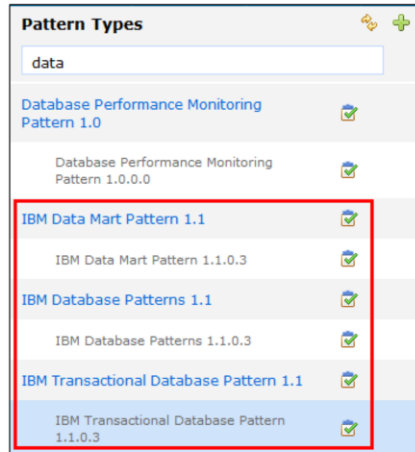 Pattern Types
data
Database Performance Monitoring
Pattern 1.0
Database Performance Monitoring
Pattern 1.0.0.0
IBM Data Mart Pattern 1.1
IBM Data Mart Pattern 1.1.0.3
IBM Database Patterns 1.1
IBM Database Patterns 1.1.0.3
IBM Transactional Database Pattern 1.1
IBM Transactional Database Pattern
1.1.0.3